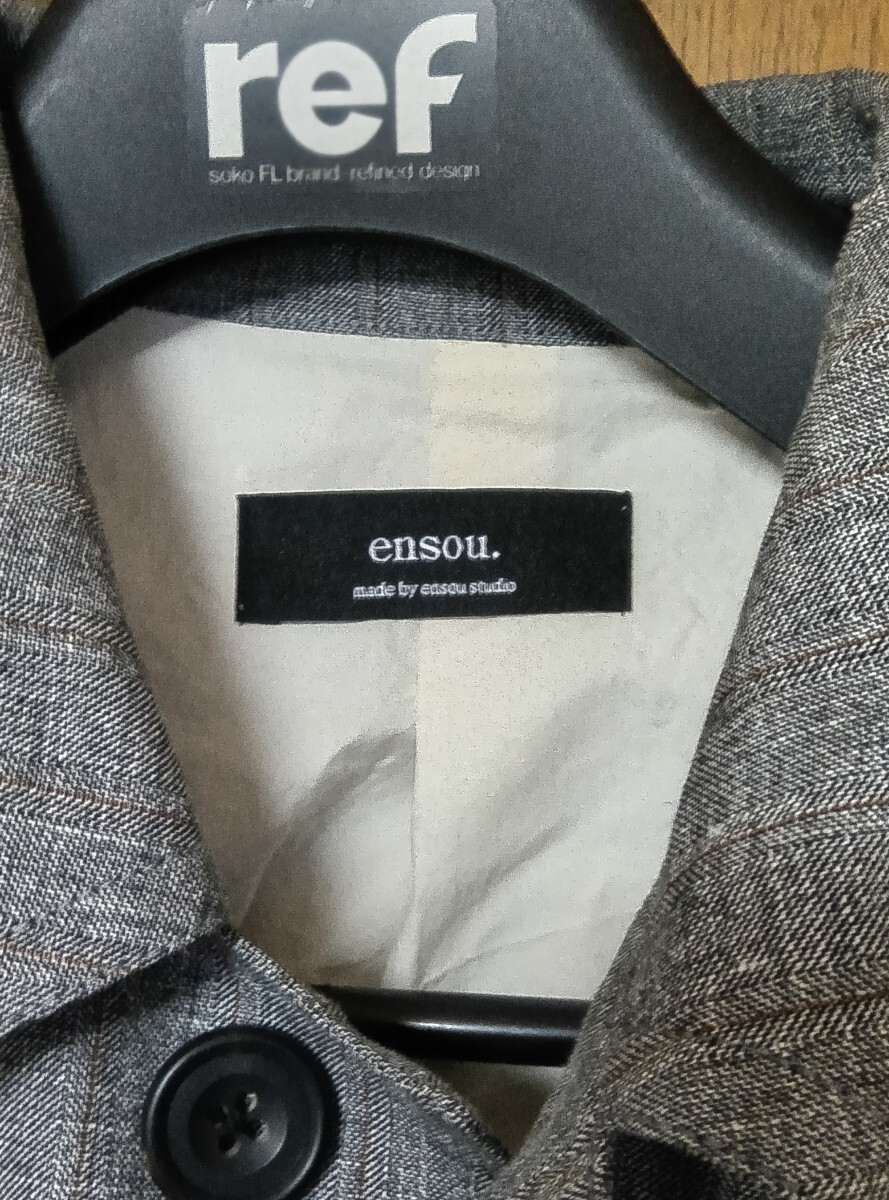 ref
soko FL brand refined design
ensou.
made by ensou studio